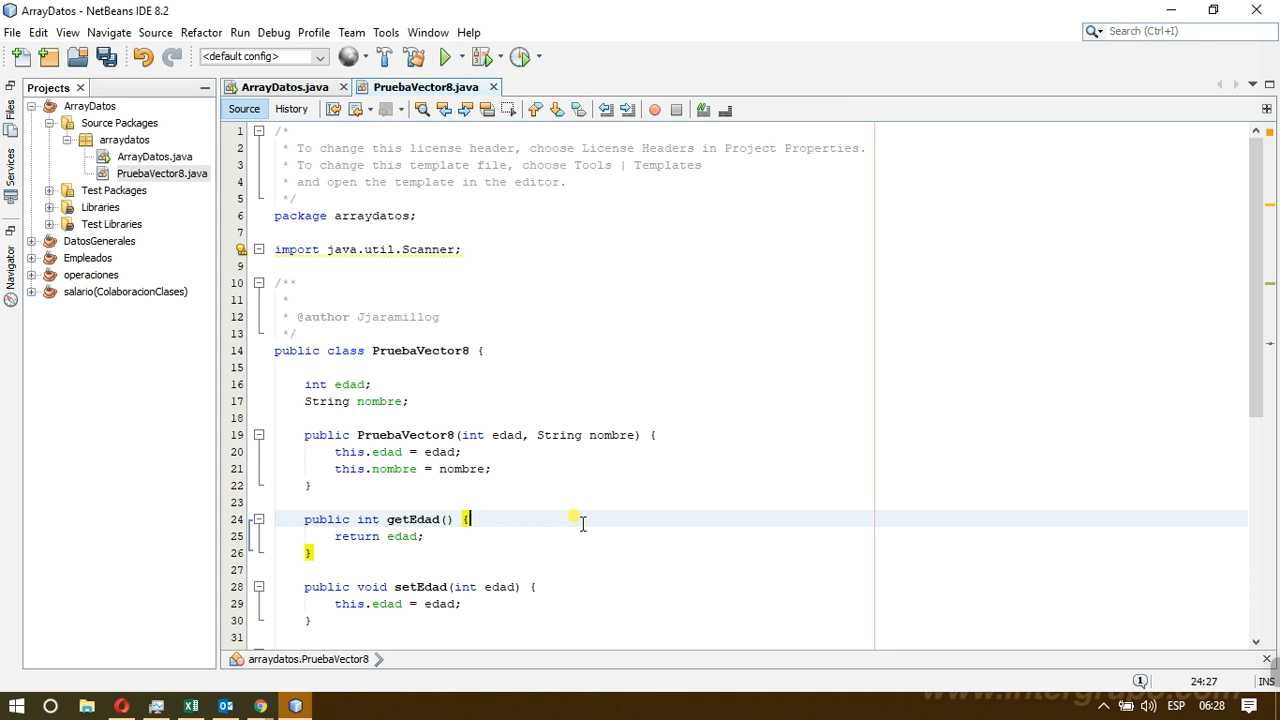 ArrayDatos - NetBeans IDE 8.2
File Edit View Navigate Source Refactor Run Debug Profile Team Tools Window Help
Search (Ctrl+I)
<default config>
Projects
ArrayDatos.java
PruebaVector8.java
Source History
Files
Services
Navigator
ArrayDatos
Source Packages
arraydatos
ArrayDatos.java
PruebaVector8.java
Test Packages
Libraries
Test Libraries
DatosGenerales
Empleados
operaciones
salario(ColaboracionClases)
1 /*
2 * To change this license header, choose License Headers in Project Properties.
3 * To change this template file, choose Tools | Templates
4 * and open the template in the editor.
5 */
6 package arraydatos;
7
8 import java.util.Scanner;
9
10 /**
11 *
12 * @author Jjaramillog
13 */
14 public class PruebaVector8 {
15
16 int edad;
17 String nombre;
18
19 public PruebaVector8(int edad, String nombre) {
20 this.edad = edad;
21 this.nombre = nombre;
22 }
23
24 public int getEdad() {
25 return edad;
26 }
27
28 public void setEdad(int edad) {
29 this.edad = edad;
30 }
31
arraydatos.PruebaVector8
24:27 INS
www.intergrupo.com
ESP 06:28